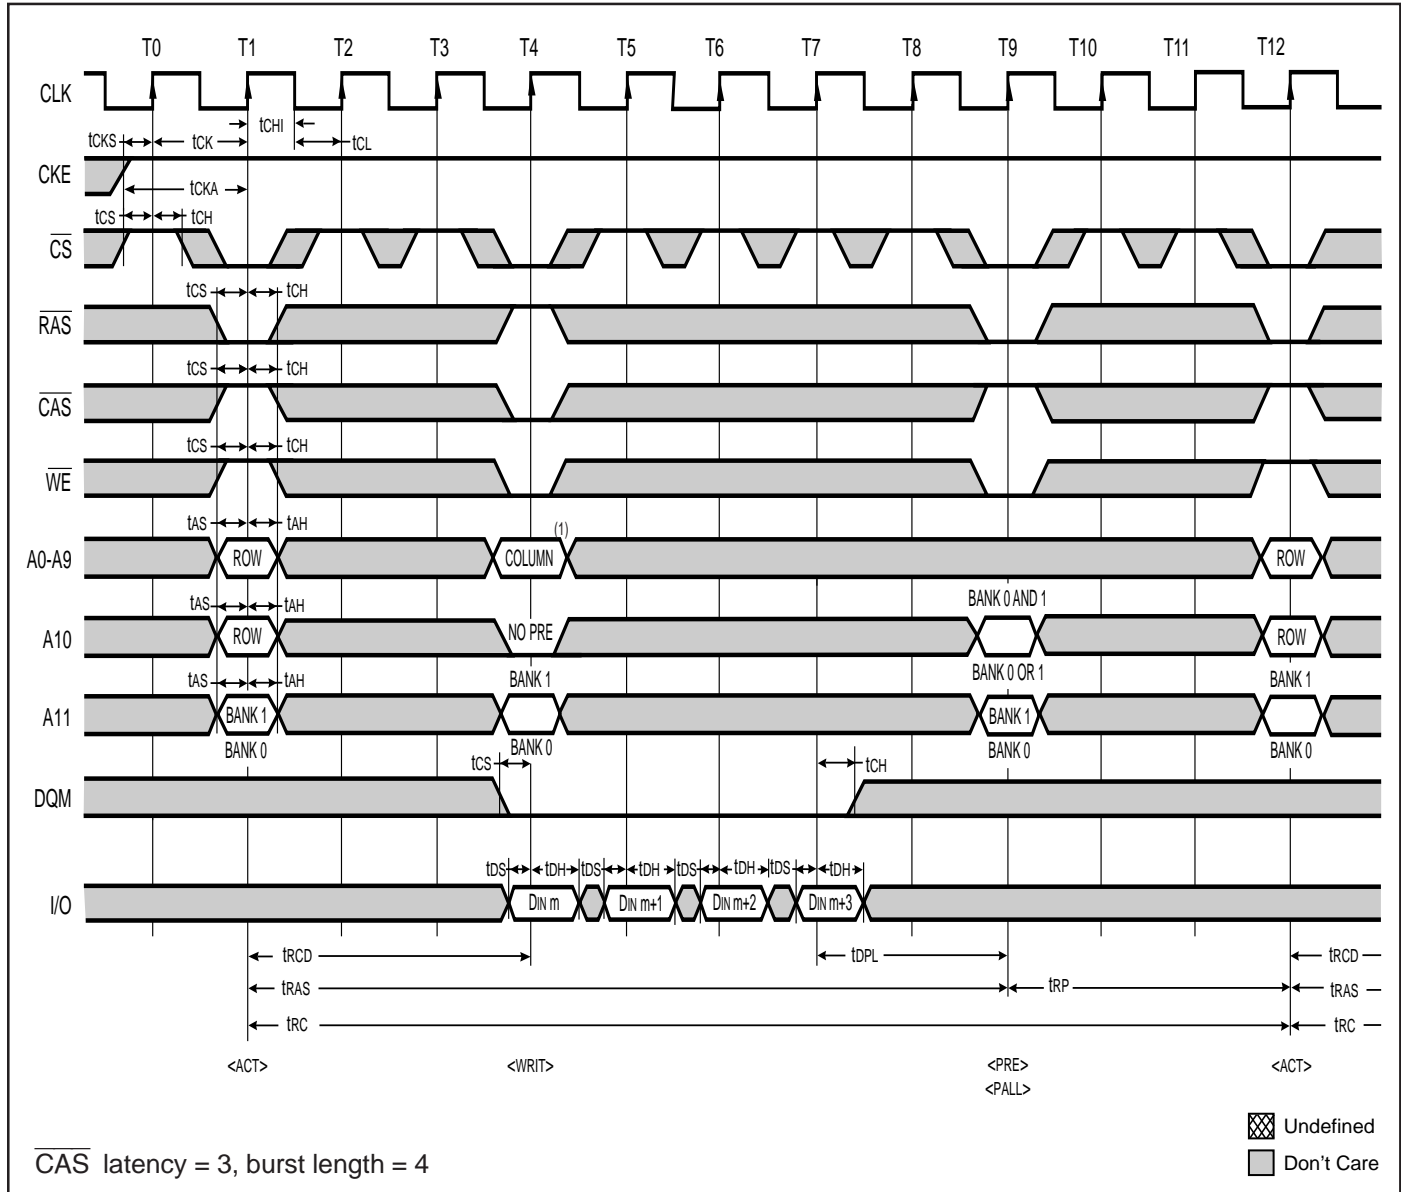 T0 T1 T2 T3 T4 T5 T6 T7 T8 T9 T10 T11 T12
CLK
tCHI
tCKS tCK tCL
CKE
tCKA
tCS tCH
CS
tCS tCH
RAS
tCS tCH
CAS
tCS tCH
WE
tAS tAH (1)
A0-A9 ROW COLUMN ROW
tAS tAH BANK 0 AND 1
A10 ROW NO PRE ROW
tAS tAH BANK 1 BANK 0 OR 1 BANK 1
A11 BANK 1 BANK 1
BANK 0 BANK 0 BANK 0 BANK 0
tCS tCH
DQM
tDS tDH tDS tDH tDS tDH tDS tDH
I/O DIN m DIN m+1 DIN m+2 DIN m+3
tRCD tDPL tRCD
tRAS tRP tRAS
tRC tRC
<ACT> <WRIT> <PRE> <ACT>
<PALL>
Undefined
CAS latency = 3, burst length = 4
Don't Care